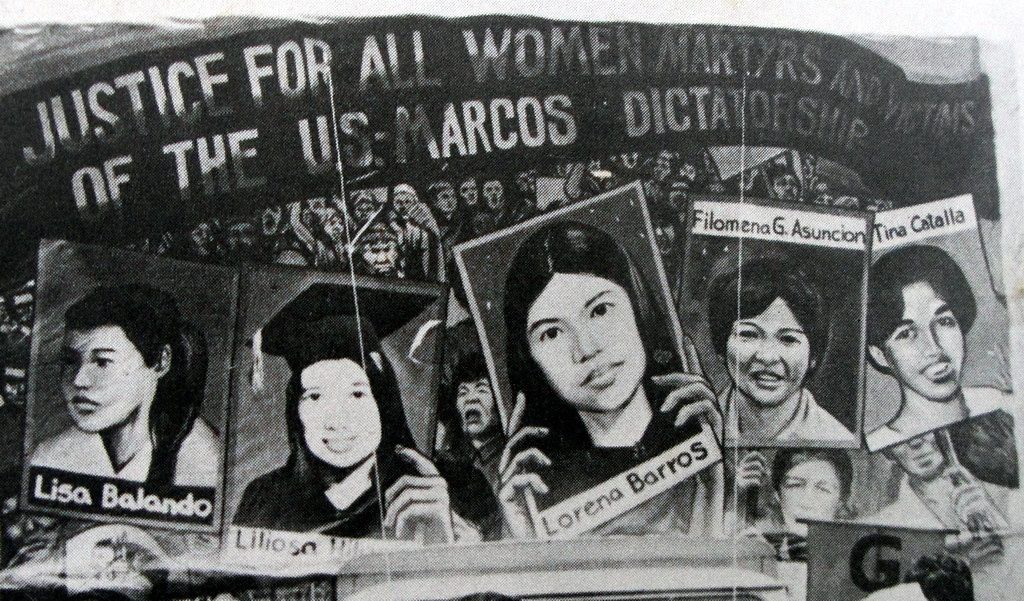 JUSTICE FOR ALL WOMEN MARTYRS AND VICTIMS
OF THE US-MARCOS DICTATORSHIP
Filomena G. Asuncion
Tina Catalla
Lisa Balando
Liliosa
Lorena Barros
G